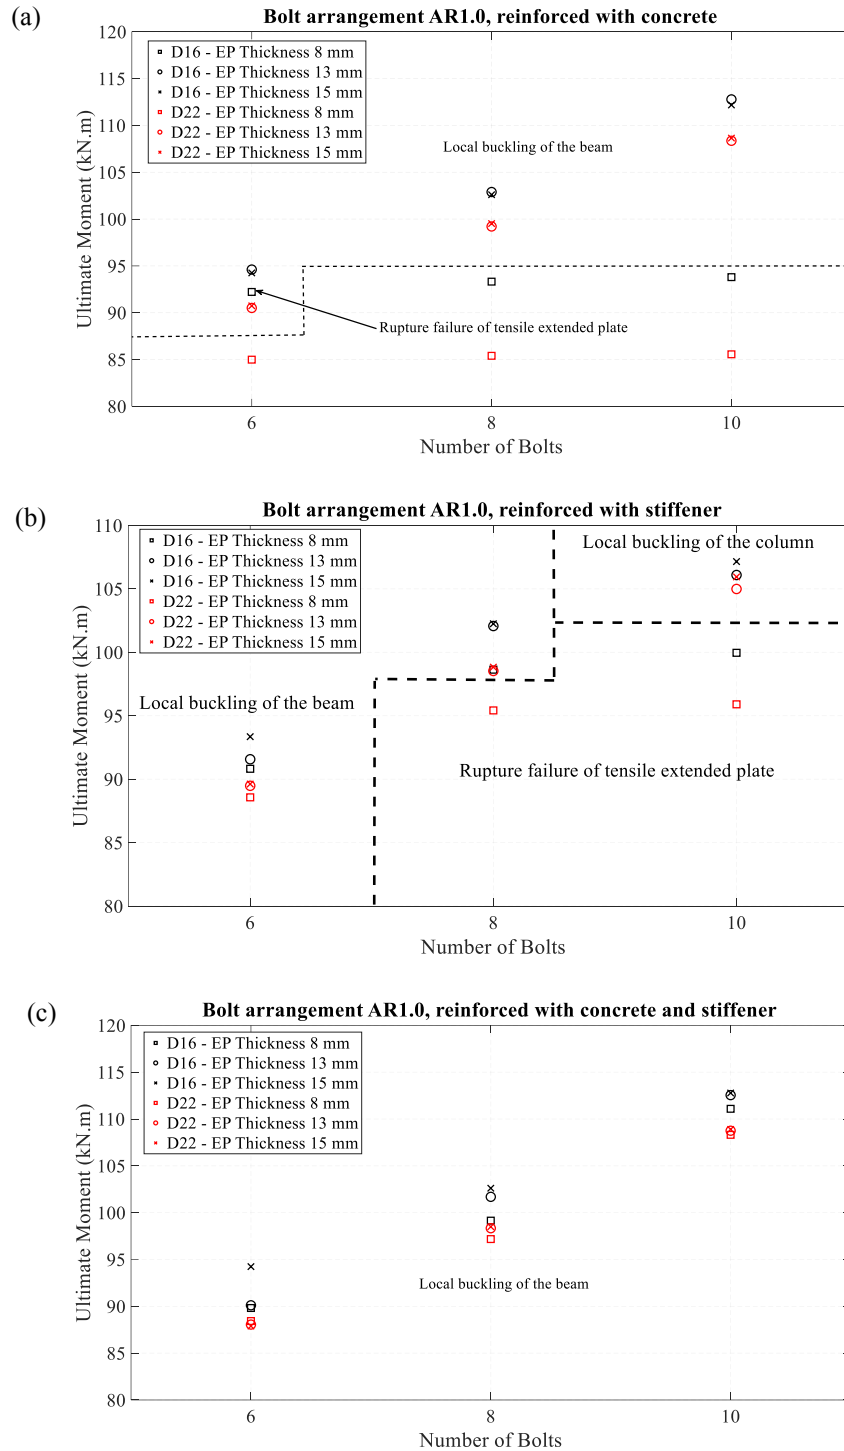 (a)
Bolt arrangement AR1.0, reinforced with concrete
120
115
110
105
100
95
90
85
80
Ultimate Moment (kN.m)
D16 - EP Thickness 8 mm
D16 - EP Thickness 13 mm
D16 - EP Thickness 15 mm
D22 - EP Thickness 8 mm
D22 - EP Thickness 13 mm
D22 - EP Thickness 15 mm
Local buckling of the beam
Rupture failure of tensile extended plate
6 8 10
Number of Bolts
(b)
Bolt arrangement AR1.0, reinforced with stiffener
110
105
100
95
90
85
80
Ultimate Moment (kN.m)
D16 - EP Thickness 8 mm
D16 - EP Thickness 13 mm
D16 - EP Thickness 15 mm
D22 - EP Thickness 8 mm
D22 - EP Thickness 13 mm
D22 - EP Thickness 15 mm
Local buckling of the column
Local buckling of the beam
Rupture failure of tensile extended plate
6 8 10
Number of Bolts
(c)
Bolt arrangement AR1.0, reinforced with concrete and stiffener
120
115
110
105
100
95
90
85
80
Ultimate Moment (kN.m)
D16 - EP Thickness 8 mm
D16 - EP Thickness 13 mm
D16 - EP Thickness 15 mm
D22 - EP Thickness 8 mm
D22 - EP Thickness 13 mm
D22 - EP Thickness 15 mm
Local buckling of the beam
6 8 10
Number of Bolts